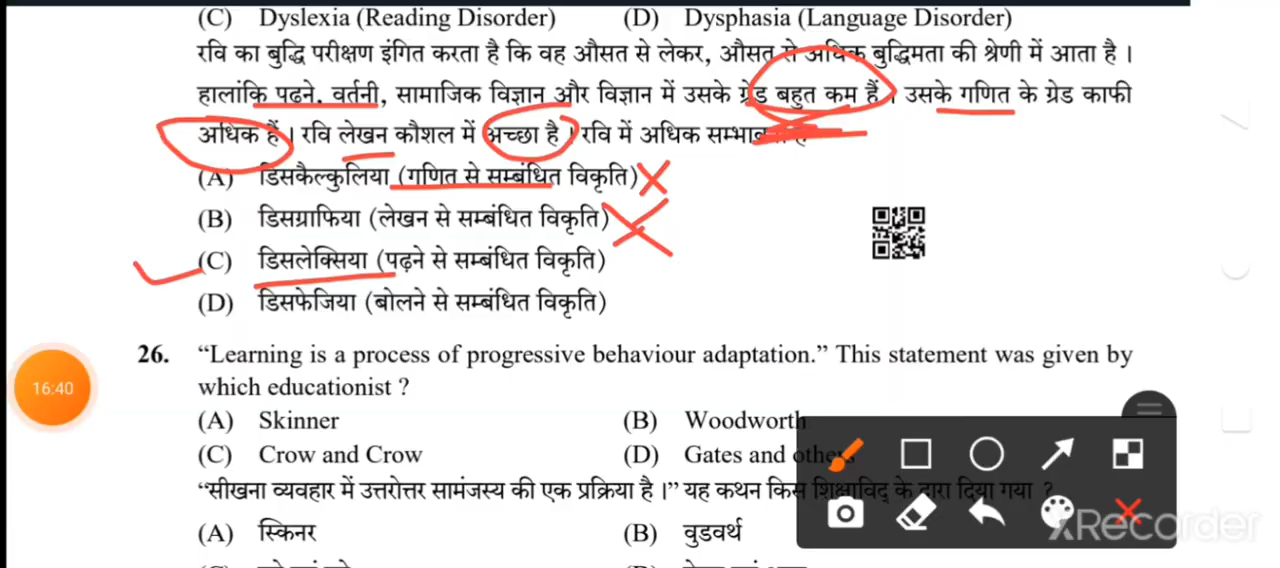 (C) Dyslexia (Reading Disorder) (D) Dysphasia (Language Disorder)
रवि का बुद्धि परीक्षण इंगित करता है कि वह औसत से लेकर, औसत से अधिक बुद्धिमता की श्रेणी में आता है ।
हालांकि पढने, वर्तनी, सामाजिक विज्ञान और विज्ञान में उसके ग्रेड बहुत कम हैं । उसके गणित के ग्रेड काफी
अधिक हैं । रवि लेखन कौशल में अच्छा है । रवि में अधिक
(A) डिसकैल्कुलिया (गणित से सम्बंधित विकृति)
(B) डिसग्राफिया (लेखन से सम्बंधित विकृति)
(C) डिसलेक्सिया (पढ़ने से सम्बंधित विकृति)
(D) डिसफेजिया (बोलने से सम्बंधित विकृति)
26. “Learning is a process of progressive behaviour adaptation.” This statement was given by
which educationist ?
(A) Skinner (B) Woodworth
(C) Crow and Crow (D) Gates and others
“सीखना व्यवहार में उत्तरोत्तर सामंजस्य की एक प्रक्रिया है ।” यह कथन किस शिक्षाविद् के द्वारा दिया गया ?
(A) स्किनर (B) वुडवर्थ
16:40
XRecorder